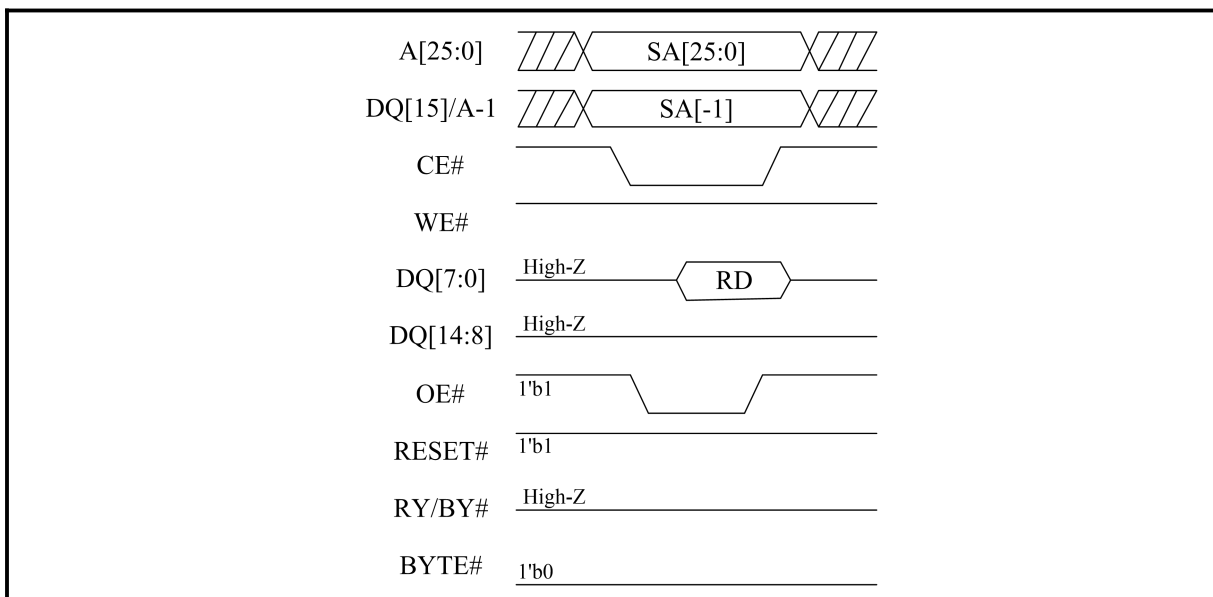 A[25:0] SA[25:0]
DQ[15]/A-1 SA[-1]
CE#
WE#
DQ[7:0] High-Z RD
DQ[14:8] High-Z
OE# 1'b1
RESET# 1'b1
RY/BY# High-Z
BYTE# 1'b0